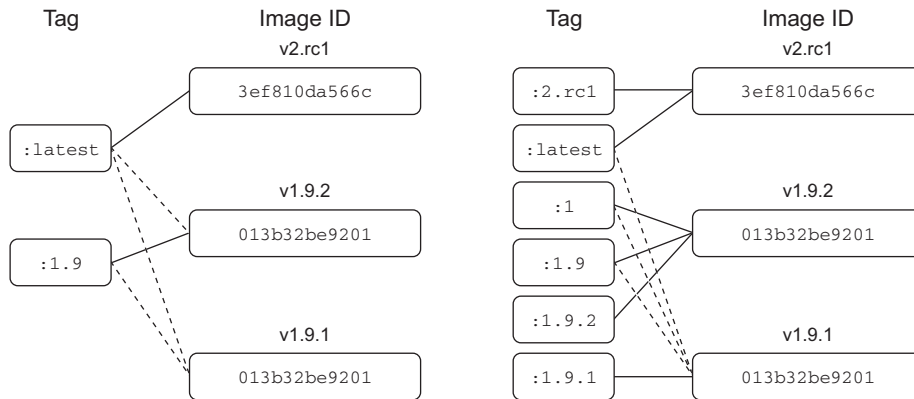 Tag Image ID
v2.rc1
3ef810da566c
:latest
v1.9.2
013b32be9201
:1.9
v1.9.1
013b32be9201
Tag Image ID
v2.rc1
:2.rc1 3ef810da566c
:latest
v1.9.2
:1
013b32be9201
:1.9
:1.9.2
v1.9.1
:1.9.1 013b32be9201